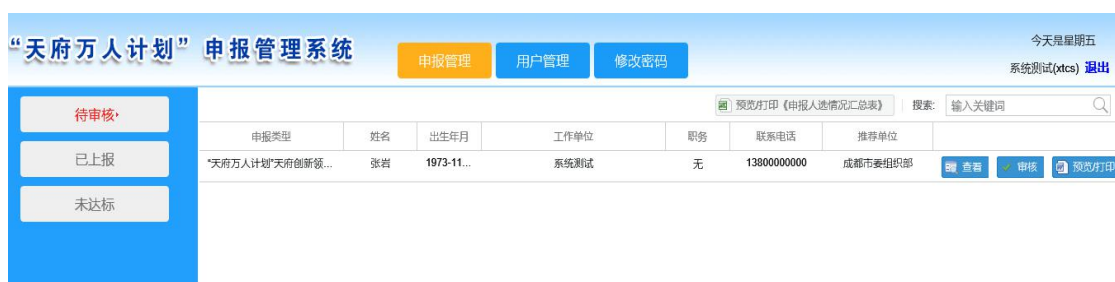 “天府万人计划”申报管理系统
申报管理 用户管理 修改密码
今天是星期五
系统测试(xtcs) 退出
待审核
已上报
未达标
预览/打印《申报人选情况汇总表》 搜索: 输入关键词
申报类型 姓名 出生年月 工作单位 职务 联系电话 推荐单位
“天府万人计划”天府创新领... 张岩 1973-11... 系统测试 无 13800000000 成都市委组织部 查看 审核 预览/打印